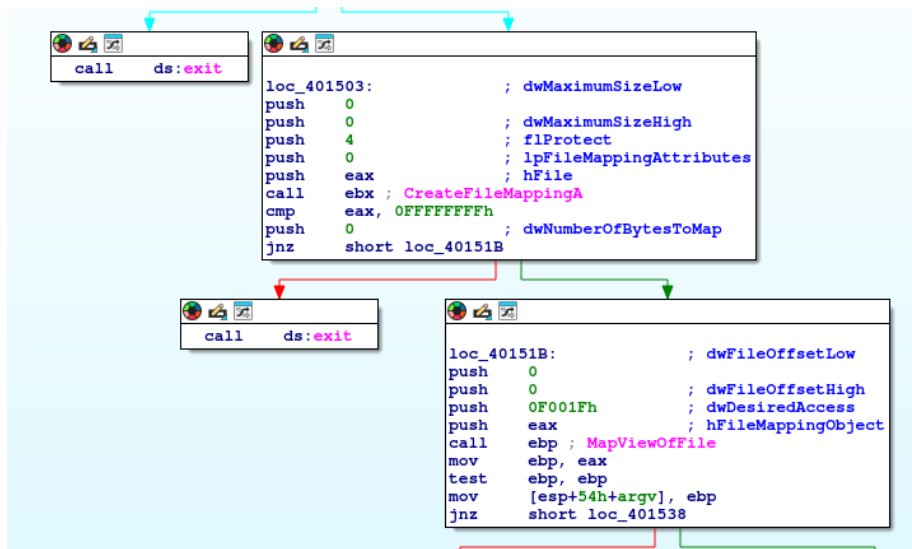 call ds:exit
loc_401503: ; dwMaximumSizeLow
push 0
push 0 ; dwMaximumSizeHigh
push 4 ; flProtect
push 0 ; lpFileMappingAttributes
push eax ; hFile
call ebx ; CreateFileMappingA
cmp eax, 0FFFFFFFFh
push 0 ; dwNumberOfBytesToMap
jnz short loc_40151B
call ds:exit
loc_40151B: ; dwFileOffsetLow
push 0
push 0 ; dwFileOffsetHigh
push 0F001Fh ; dwDesiredAccess
push eax ; hFileMappingObject
call ebp ; MapViewOfFile
mov ebp, eax
test ebp, ebp
mov [esp+54h+argv], ebp
jnz short loc_401538